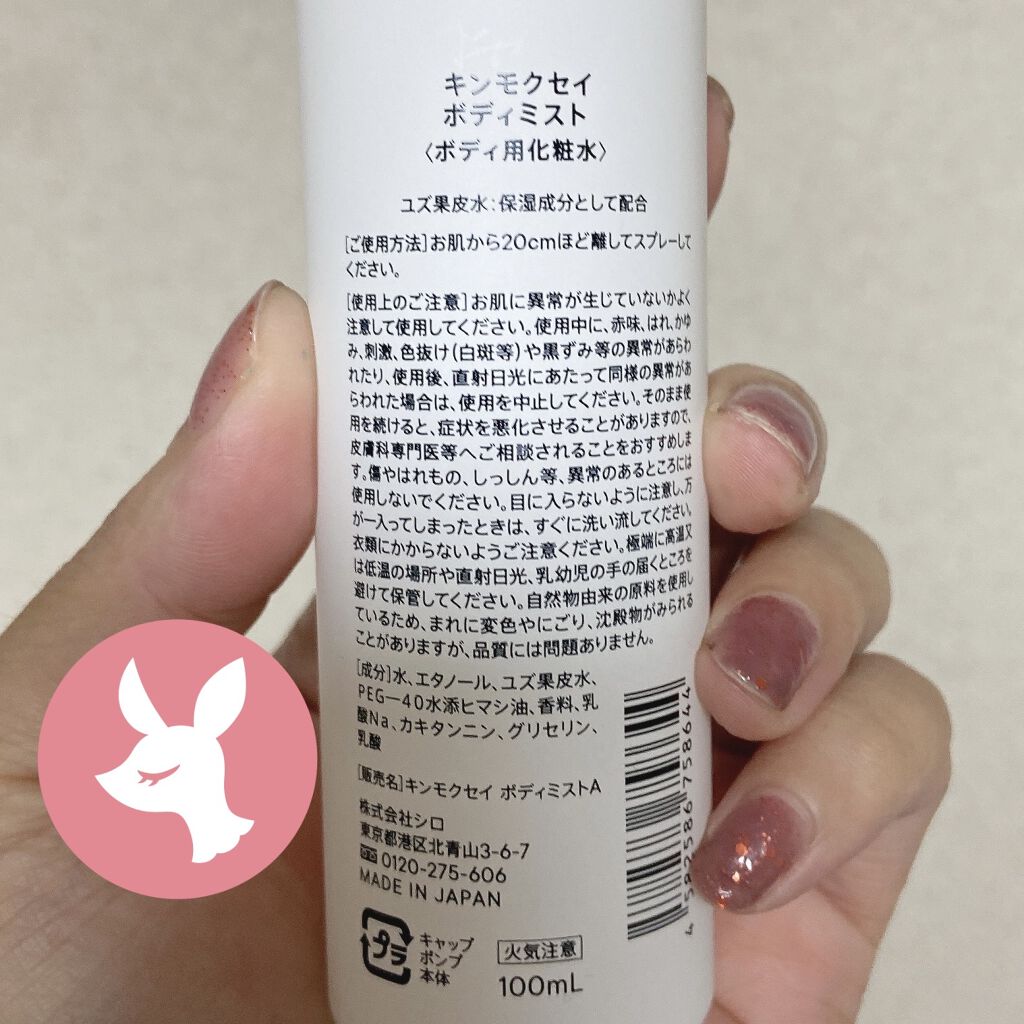 キンモクセイ
ボディミスト
〈ボディ用化粧水〉
ユズ果皮水：保湿成分として配合
[ご使用方法]お肌から20cmほど離してスプレーして
ください。
[使用上のご注意]お肌に異常が生じていないかよく
注意して使用してください。使用中に、赤味、はれ、かゆ
み、刺激、色抜け(白斑等)や黒ずみ等の異常があらわ
れたり、使用後、直射日光にあたって同様の異常があ
らわれた場合は、使用を中止してください。そのまま使
用を続けると、症状を悪化させることがありますので、
皮膚科専門医等へご相談されることをおすすめしま
す。傷やはれもの、しっしん等、異常のあるところには
使用しないでください。目に入らないように注意し、万
が一入ってしまったときは、すぐに洗い流してください。
衣類にかからないようご注意ください。極端に高温又
は低温の場所や直射日光、乳幼児の手の届くところを
避けて保管してください。自然物由来の原料を使用し
ているため、まれに変色やにごり、沈殿物がみられる
ことがありますが、品質には問題ありません。
[成分]水、エタノール、ユズ果皮水、
PEG－40水添ヒマシ油、香料、乳
酸Na、カキタンニン、グリセリン、
乳酸
[販売名]キンモクセイ ボディミストA
株式会社シロ
東京都港区北青山3-6-7
0120-275-606
MADE IN JAPAN
プラ
キャップ
ポンプ
本体
火気注意
100mL
4582586775864 4